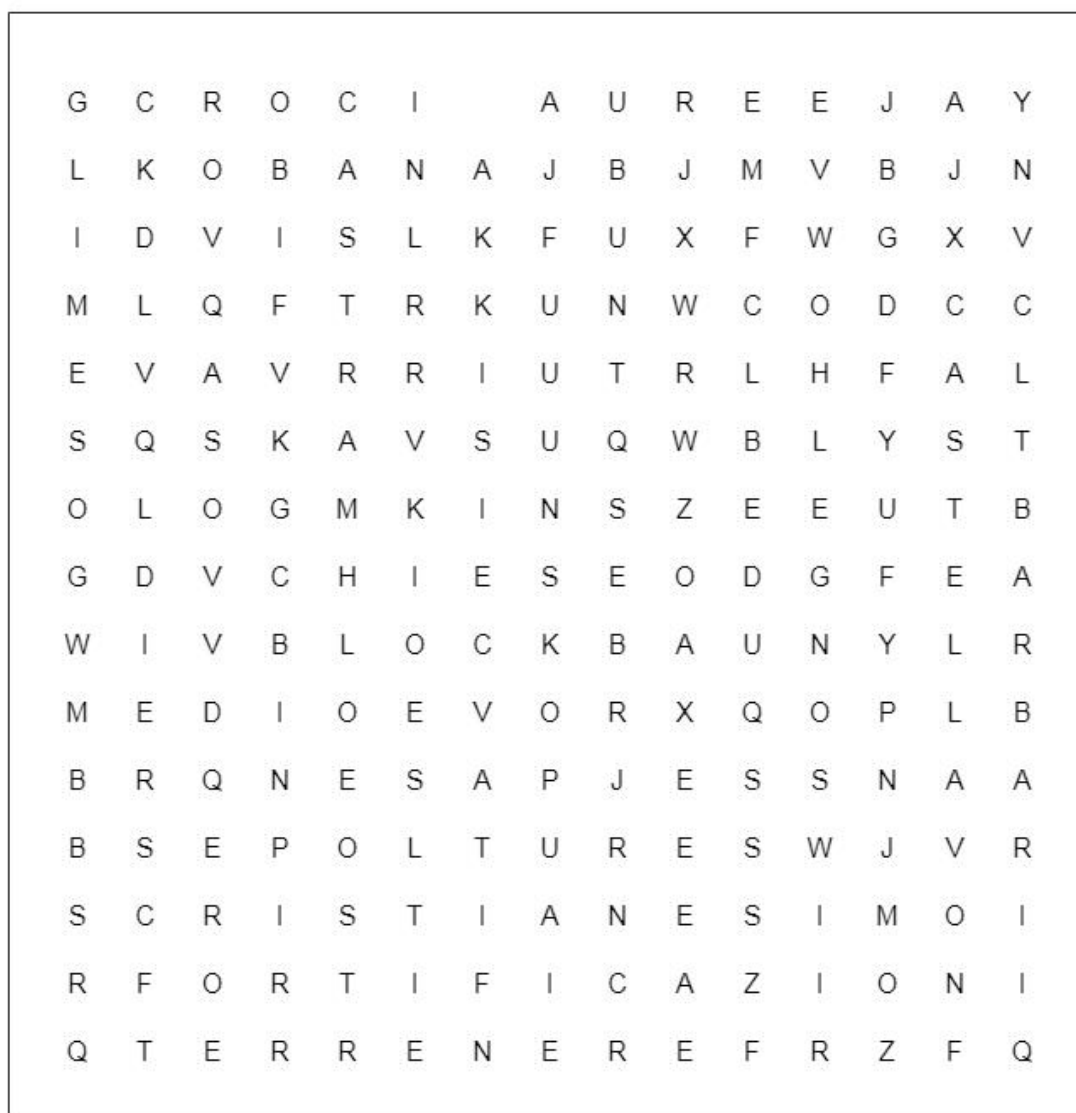 G C R O C I A U R E E J A Y
L K O B A N A J B J M V B J N
I D V I S L K F U X F W G X V
M L Q F T R K U N W C O D C C
E V A V R R I U T R L H F A L
S Q S K A V S U Q W B L Y S T
O L O G M K I N S Z E E U T B
G D V C H I E S E O D G F E A
W I V B L O C K B A U N Y L R
M E D I O E V O R X Q O P L B
B R Q N E S A P J E S S N A A
B S E P O L T U R E S W J V R
S C R I S T I A N E S I M O I
R F O R T I F I C A Z I O N I
Q T E R R E N E R E F R Z F Q